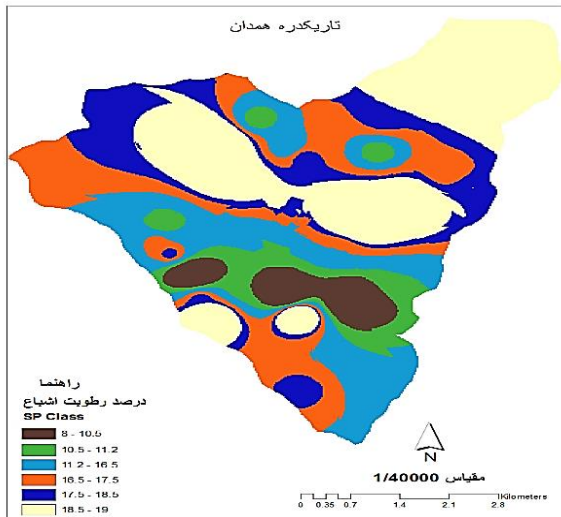 تاریکدره همدان
راهنما
درصد رطوبت اشباع
SP Class
8 - 10.5
10.5 - 11.2
11.2 - 16.5
16.5 - 17.5
17.5 - 18.5
18.5 - 19
N
مقیاس 1/40000
0 0.35 0.7 1.4 2.1 2.8 Kilometers